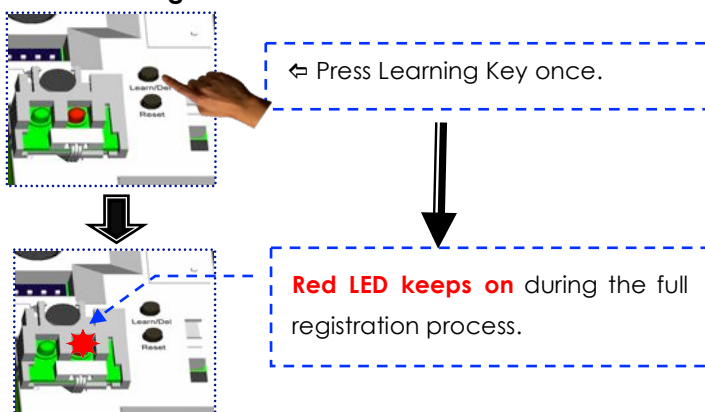 ⇦ Press Learning Key once.
Learn/Del
Reset
Red LED keeps on during the full
registration process.
Learn/Del
Reset